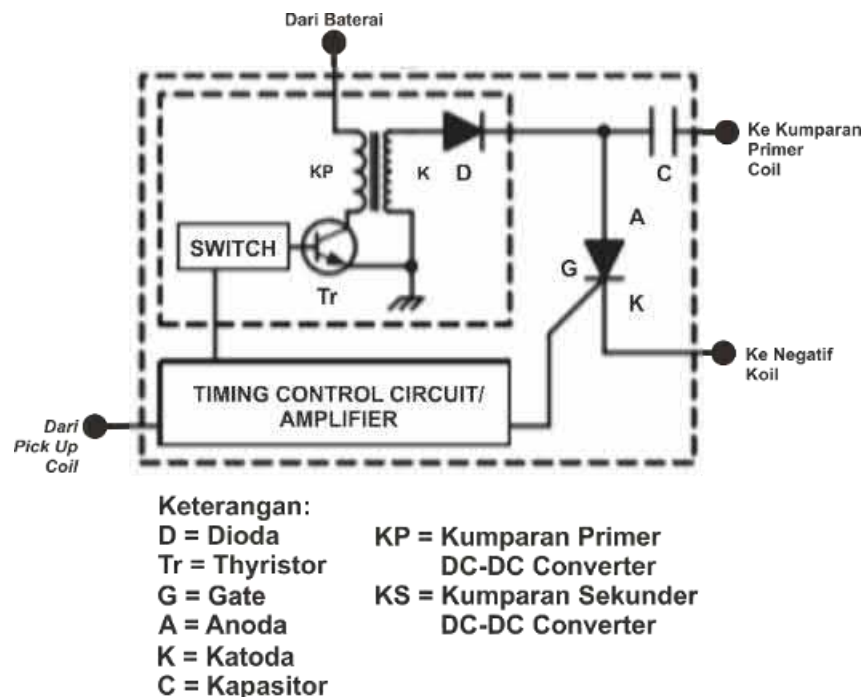 Dari Baterai
KP
K
D
C
Ke Kumparan
Primer
Coil
SWITCH
Tr
A
G
K
Ke Negatif
Koil
TIMING CONTROL CIRCUIT/
AMPLIFIER
Dari
Pick Up
Coil
Keterangan:
D = Dioda
Tr = Thyristor
G = Gate
A = Anoda
K = Katoda
C = Kapasitor
KP = Kumparan Primer
DC-DC Converter
KS = Kumparan Sekunder
DC-DC Converter